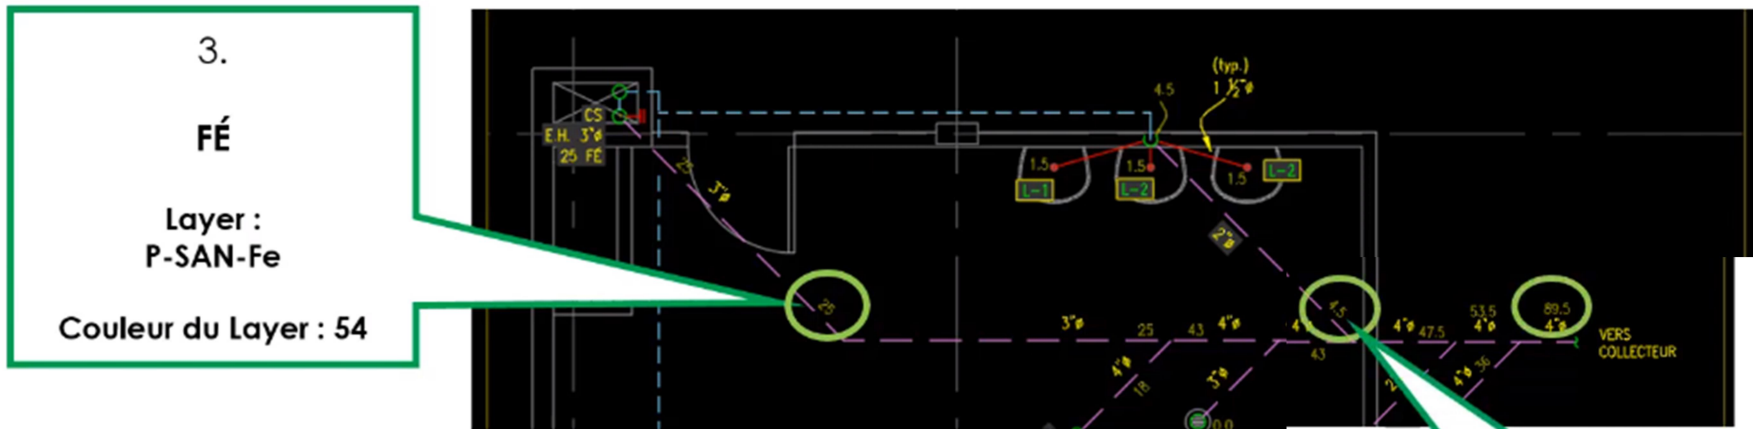 3.
FÉ
Layer :
P-SAN-Fe
Couleur du Layer : 54
(typ.)
1 ½"ø
4.5
CS
E.H. 3"ø
25 FÉ
1.5
1.5
1.5
L-1
L-2
L-2
25
3"ø
2"ø
25
4.5
89.5
53.5
3"ø
25
43
4"ø
4"ø
47.5
4"ø
4"ø
43
VERS
COLLECTEUR
4"ø
18
3"ø
4"ø
36
0.0